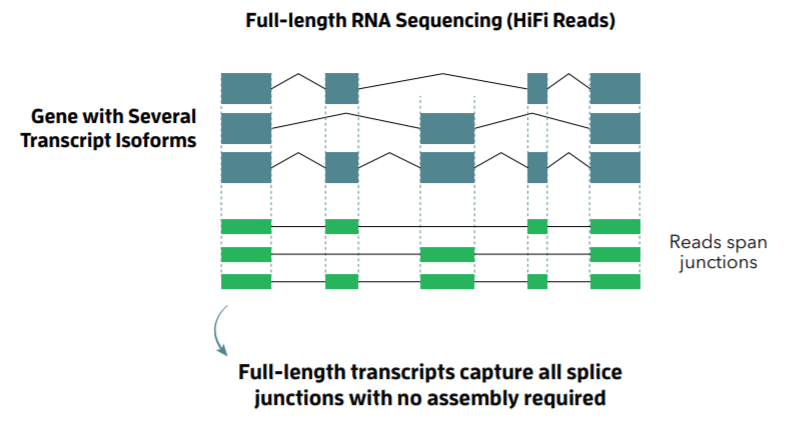 Full-length RNA Sequencing (HiFi Reads)
Gene with Several
Transcript Isoforms
Reads span
junctions
Full-length transcripts capture all splice
junctions with no assembly required